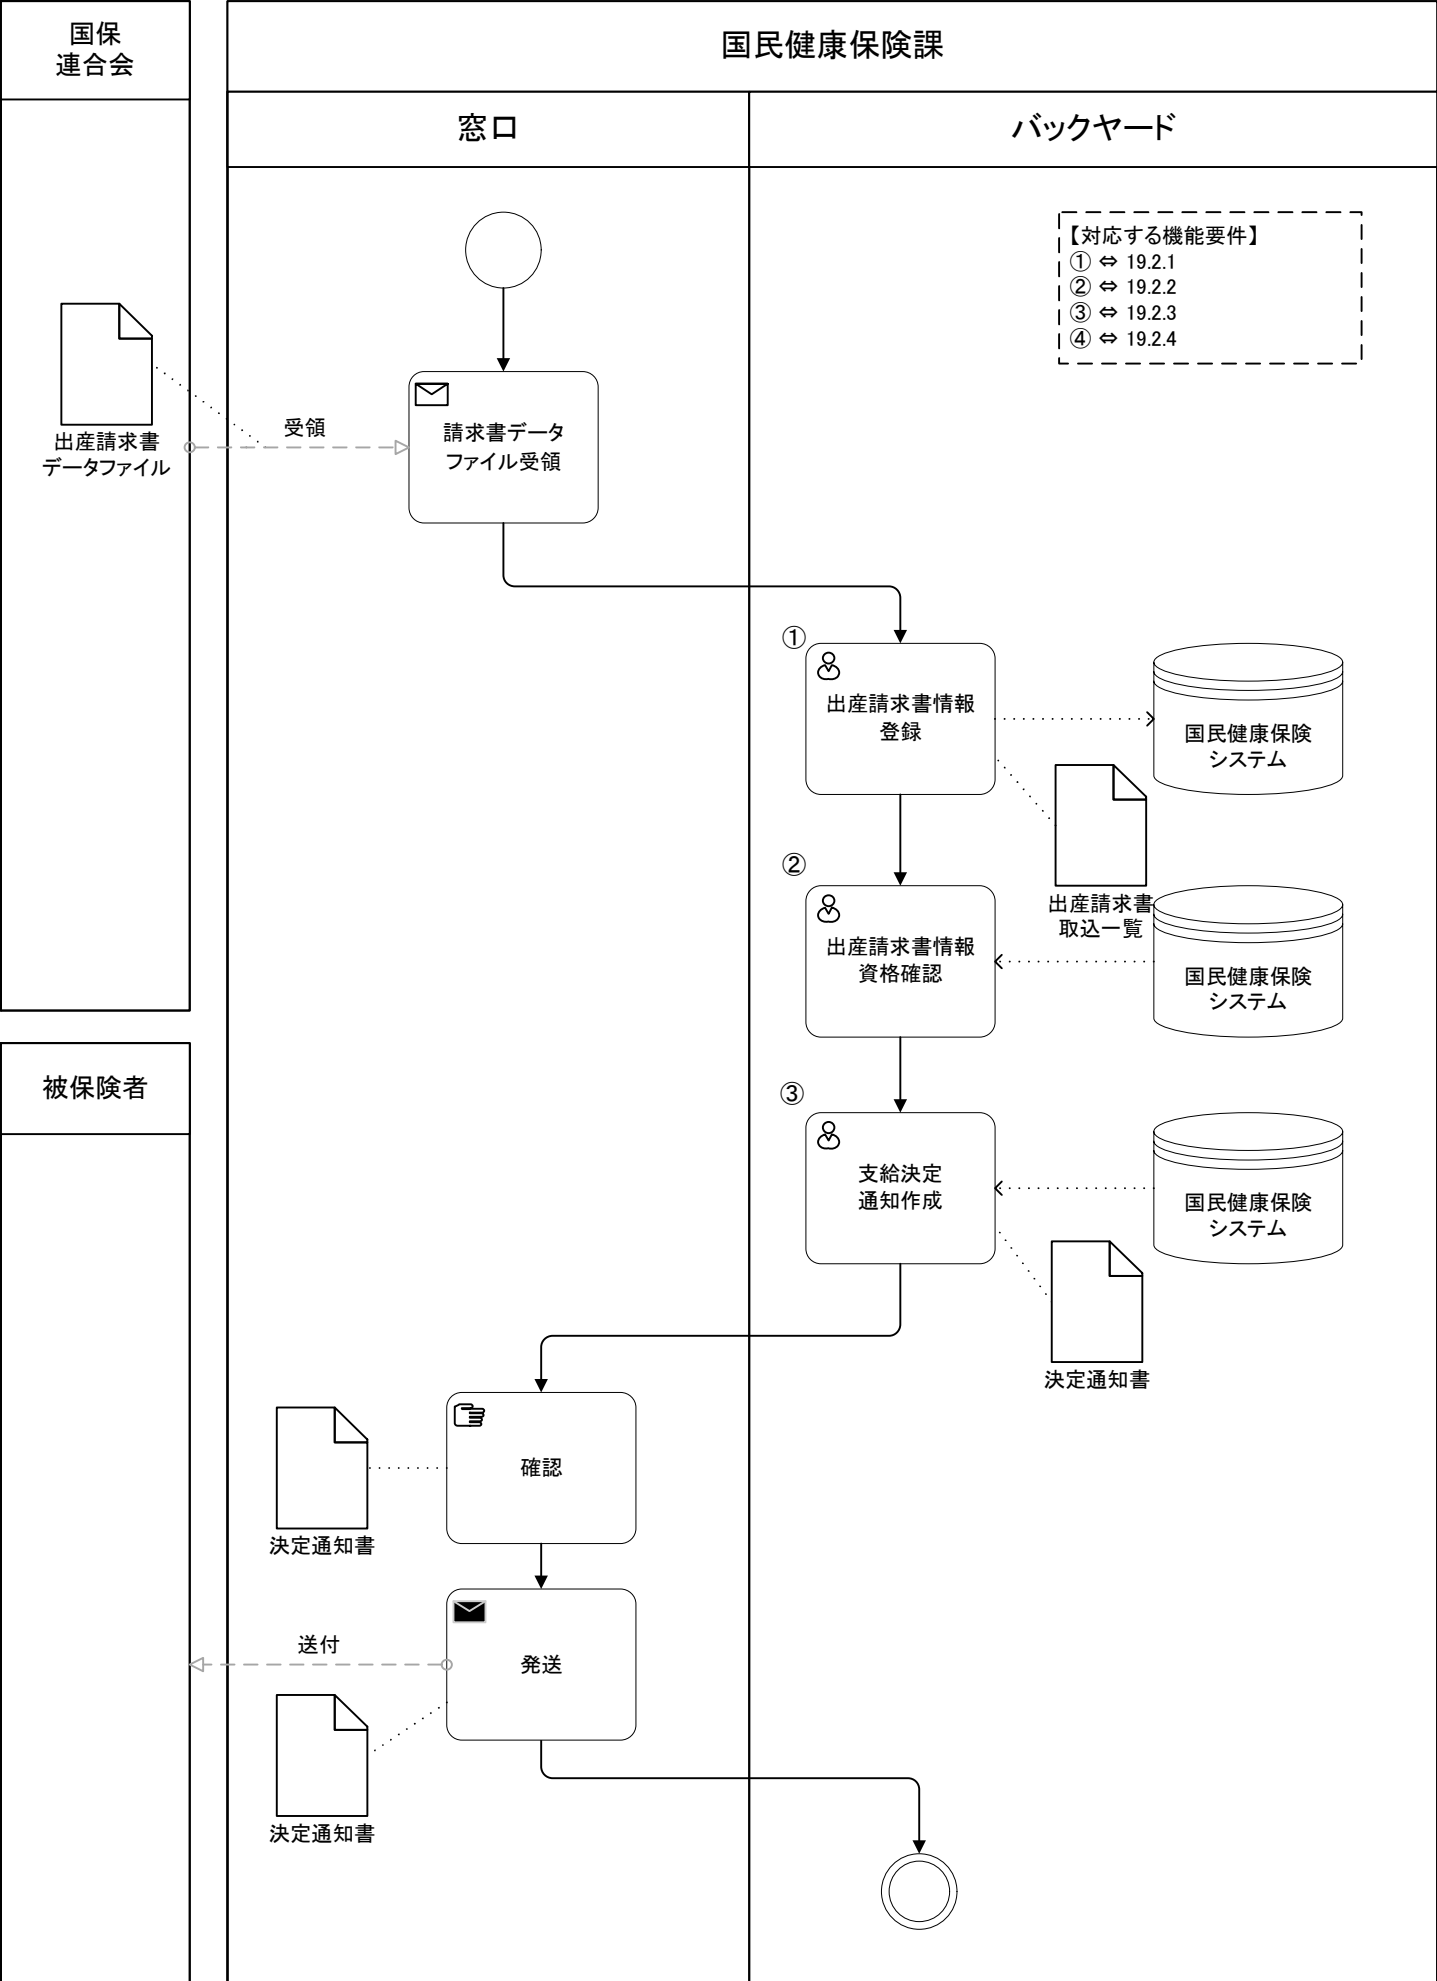 国保
連合会
国民健康保険課
窓口
バックヤード
【対応する機能要件】
① ⇔ 19.2.1
② ⇔ 19.2.2
③ ⇔ 19.2.3
④ ⇔ 19.2.4
出産請求書
データファイル
受領
請求書データ
ファイル受領
①
出産請求書情報
登録
国民健康保険
システム
出産請求書
取込一覧
②
出産請求書情報
資格確認
国民健康保険
システム
被保険者
③
支給決定
通知作成
国民健康保険
システム
決定通知書
確認
決定通知書
送付
発送
決定通知書